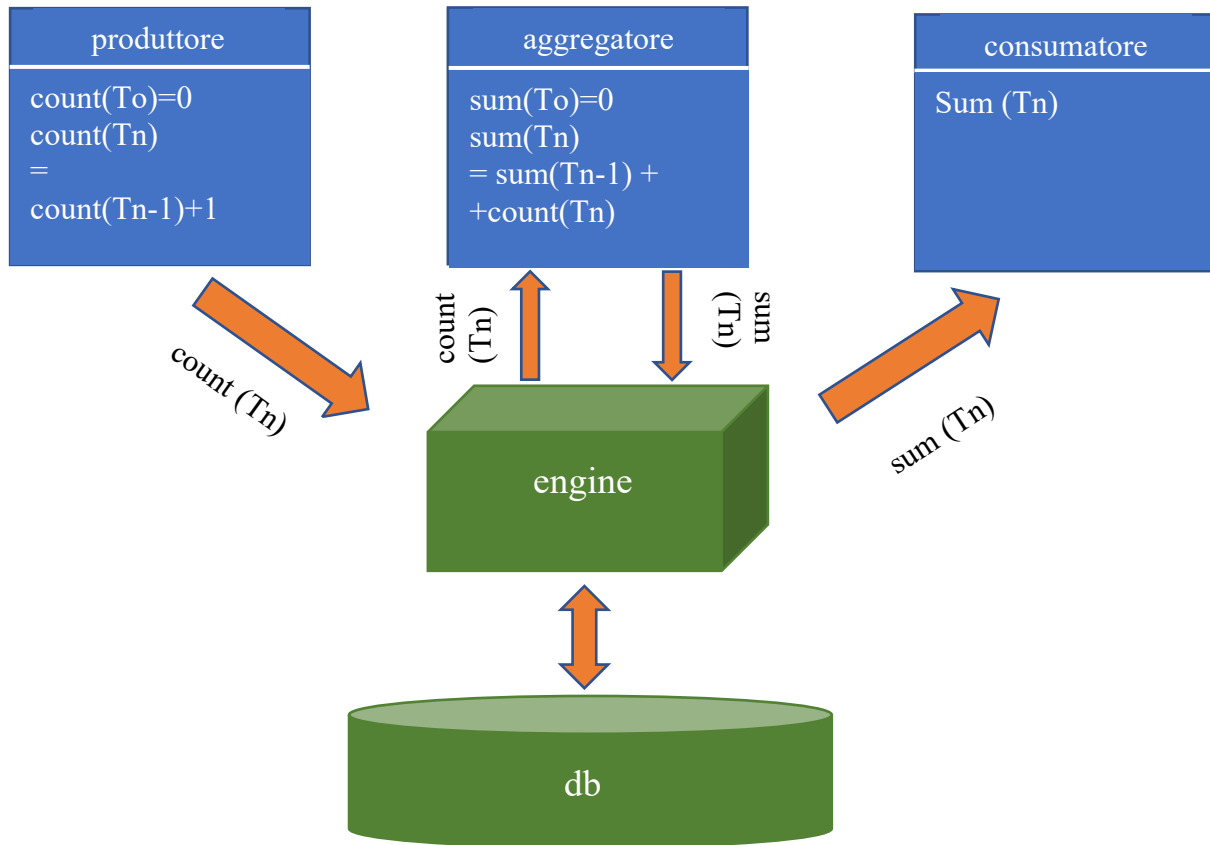 produttore
count(To)=0
count(Tn)
=
count(Tn-1)+1
aggregatore
sum(To)=0
sum(Tn)
= sum(Tn-1) +
+count(Tn)
consumatore
Sum (Tn)
count (Tn)
count
(Tn)
sum
(Tn)
sum (Tn)
engine
db